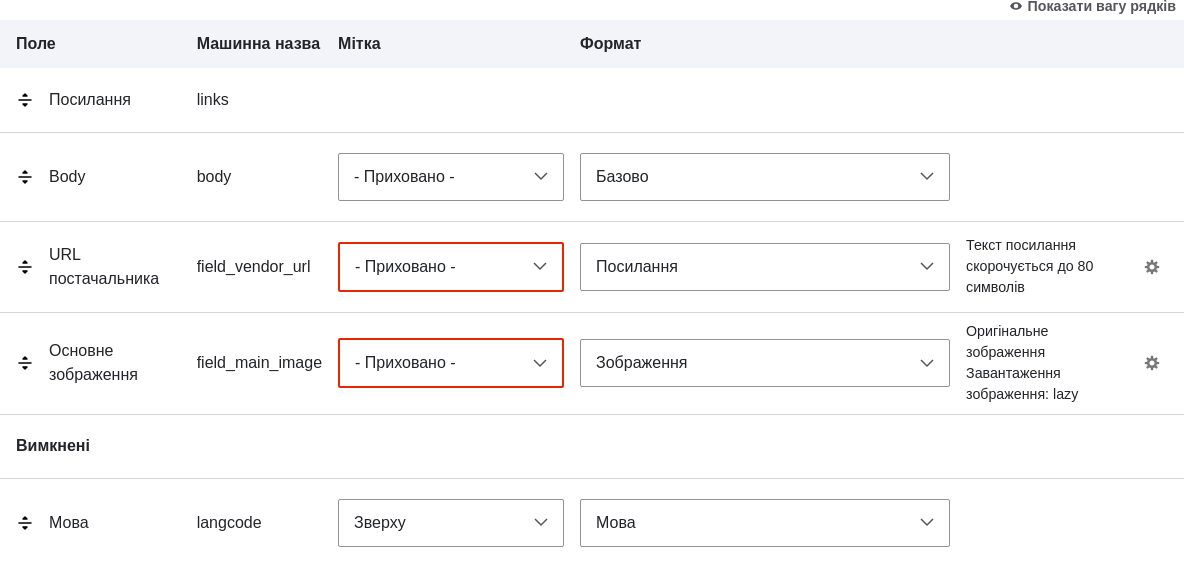 Показати вагу рядків
Поле Машинна назва Мітка Формат
Посилання links
Body body - Приховано - Базово
URL постачальника field_vendor_url - Приховано - Посилання
Текст посилання
скорочується до 80
символів
Основне зображення field_main_image - Приховано - Зображення
Оригінальне
зображення
Завантаження
зображення: lazy
Вимкнені
Мова langcode Зверху Мова